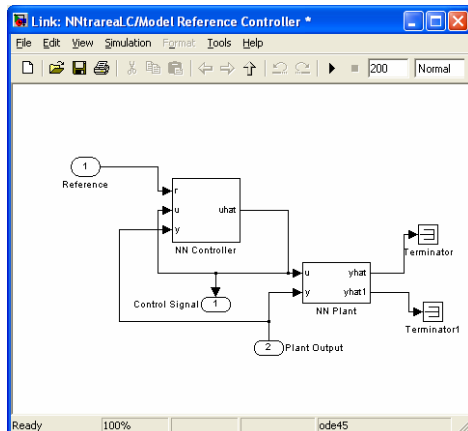 Link: NNtrareaLC/Model Reference Controller *
File Edit View Simulation Format Tools Help
200 Normal
1
Reference
r
u
y
uhat
NN Controller
Control Signal
1
u
y
yhat
yhat1
NN Plant
Terminator
Terminator1
2
Plant Output
Ready 100% ode45